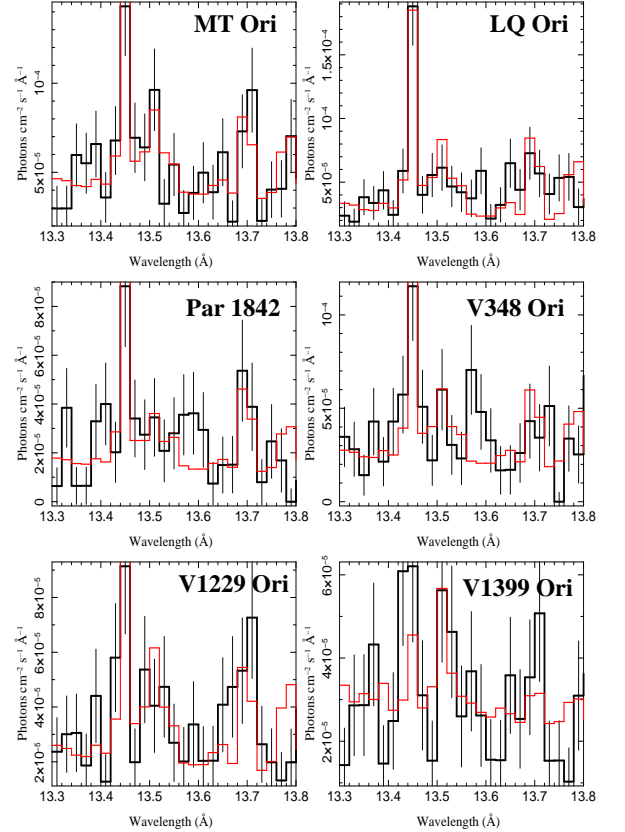 MT Ori
Photons cm⁻² s⁻¹ Å⁻¹
5×10⁻⁵ 10⁻⁴
13.3 13.4 13.5 13.6 13.7 13.8
Wavelength (Å)
LQ Ori
Photons cm⁻² s⁻¹ Å⁻¹
5×10⁻⁵ 10⁻⁴ 1.5×10⁻⁴
13.3 13.4 13.5 13.6 13.7 13.8
Wavelength (Å)
Par 1842
Photons cm⁻² s⁻¹ Å⁻¹
0 2×10⁻⁵ 4×10⁻⁵ 6×10⁻⁵ 8×10⁻⁵
13.3 13.4 13.5 13.6 13.7 13.8
Wavelength (Å)
V348 Ori
Photons cm⁻² s⁻¹ Å⁻¹
0 5×10⁻⁵ 10⁻⁴
13.3 13.4 13.5 13.6 13.7 13.8
Wavelength (Å)
V1229 Ori
Photons cm⁻² s⁻¹ Å⁻¹
2×10⁻⁵ 4×10⁻⁵ 6×10⁻⁵ 8×10⁻⁵
13.3 13.4 13.5 13.6 13.7 13.8
Wavelength (Å)
V1399 Ori
Photons cm⁻² s⁻¹ Å⁻¹
2×10⁻⁵ 4×10⁻⁵ 6×10⁻⁵
13.3 13.4 13.5 13.6 13.7 13.8
Wavelength (Å)